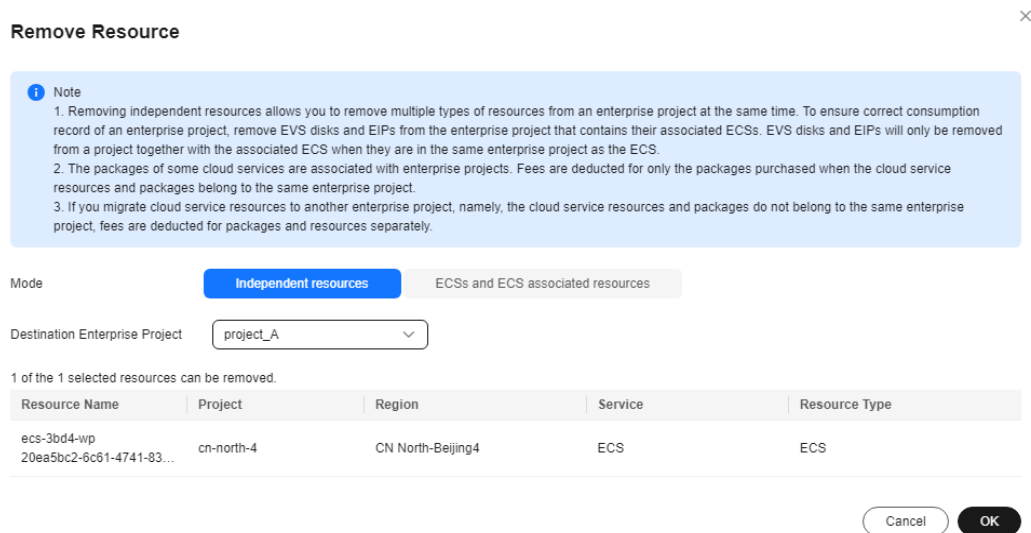 Remove Resource
Note
1. Removing independent resources allows you to remove multiple types of resources from an enterprise project at the same time. To ensure correct consumption
record of an enterprise project, remove EVS disks and EIPs from the enterprise project that contains their associated ECSs. EVS disks and EIPs will only be removed
from a project together with the associated ECS when they are in the same enterprise project as the ECS.
2. The packages of some cloud services are associated with enterprise projects. Fees are deducted for only the packages purchased when the cloud service
resources and packages belong to the same enterprise project.
3. If you migrate cloud service resources to another enterprise project, namely, the cloud service resources and packages do not belong to the same enterprise
project, fees are deducted for packages and resources separately.
Mode Independent resources ECSs and ECS associated resources
Destination Enterprise Project project_A
1 of the 1 selected resources can be removed.
Resource Name Project Region Service Resource Type
ecs-3bd4-wp
20ea5bc2-6c61-4741-83... cn-north-4 CN North-Beijing4 ECS ECS
Cancel OK